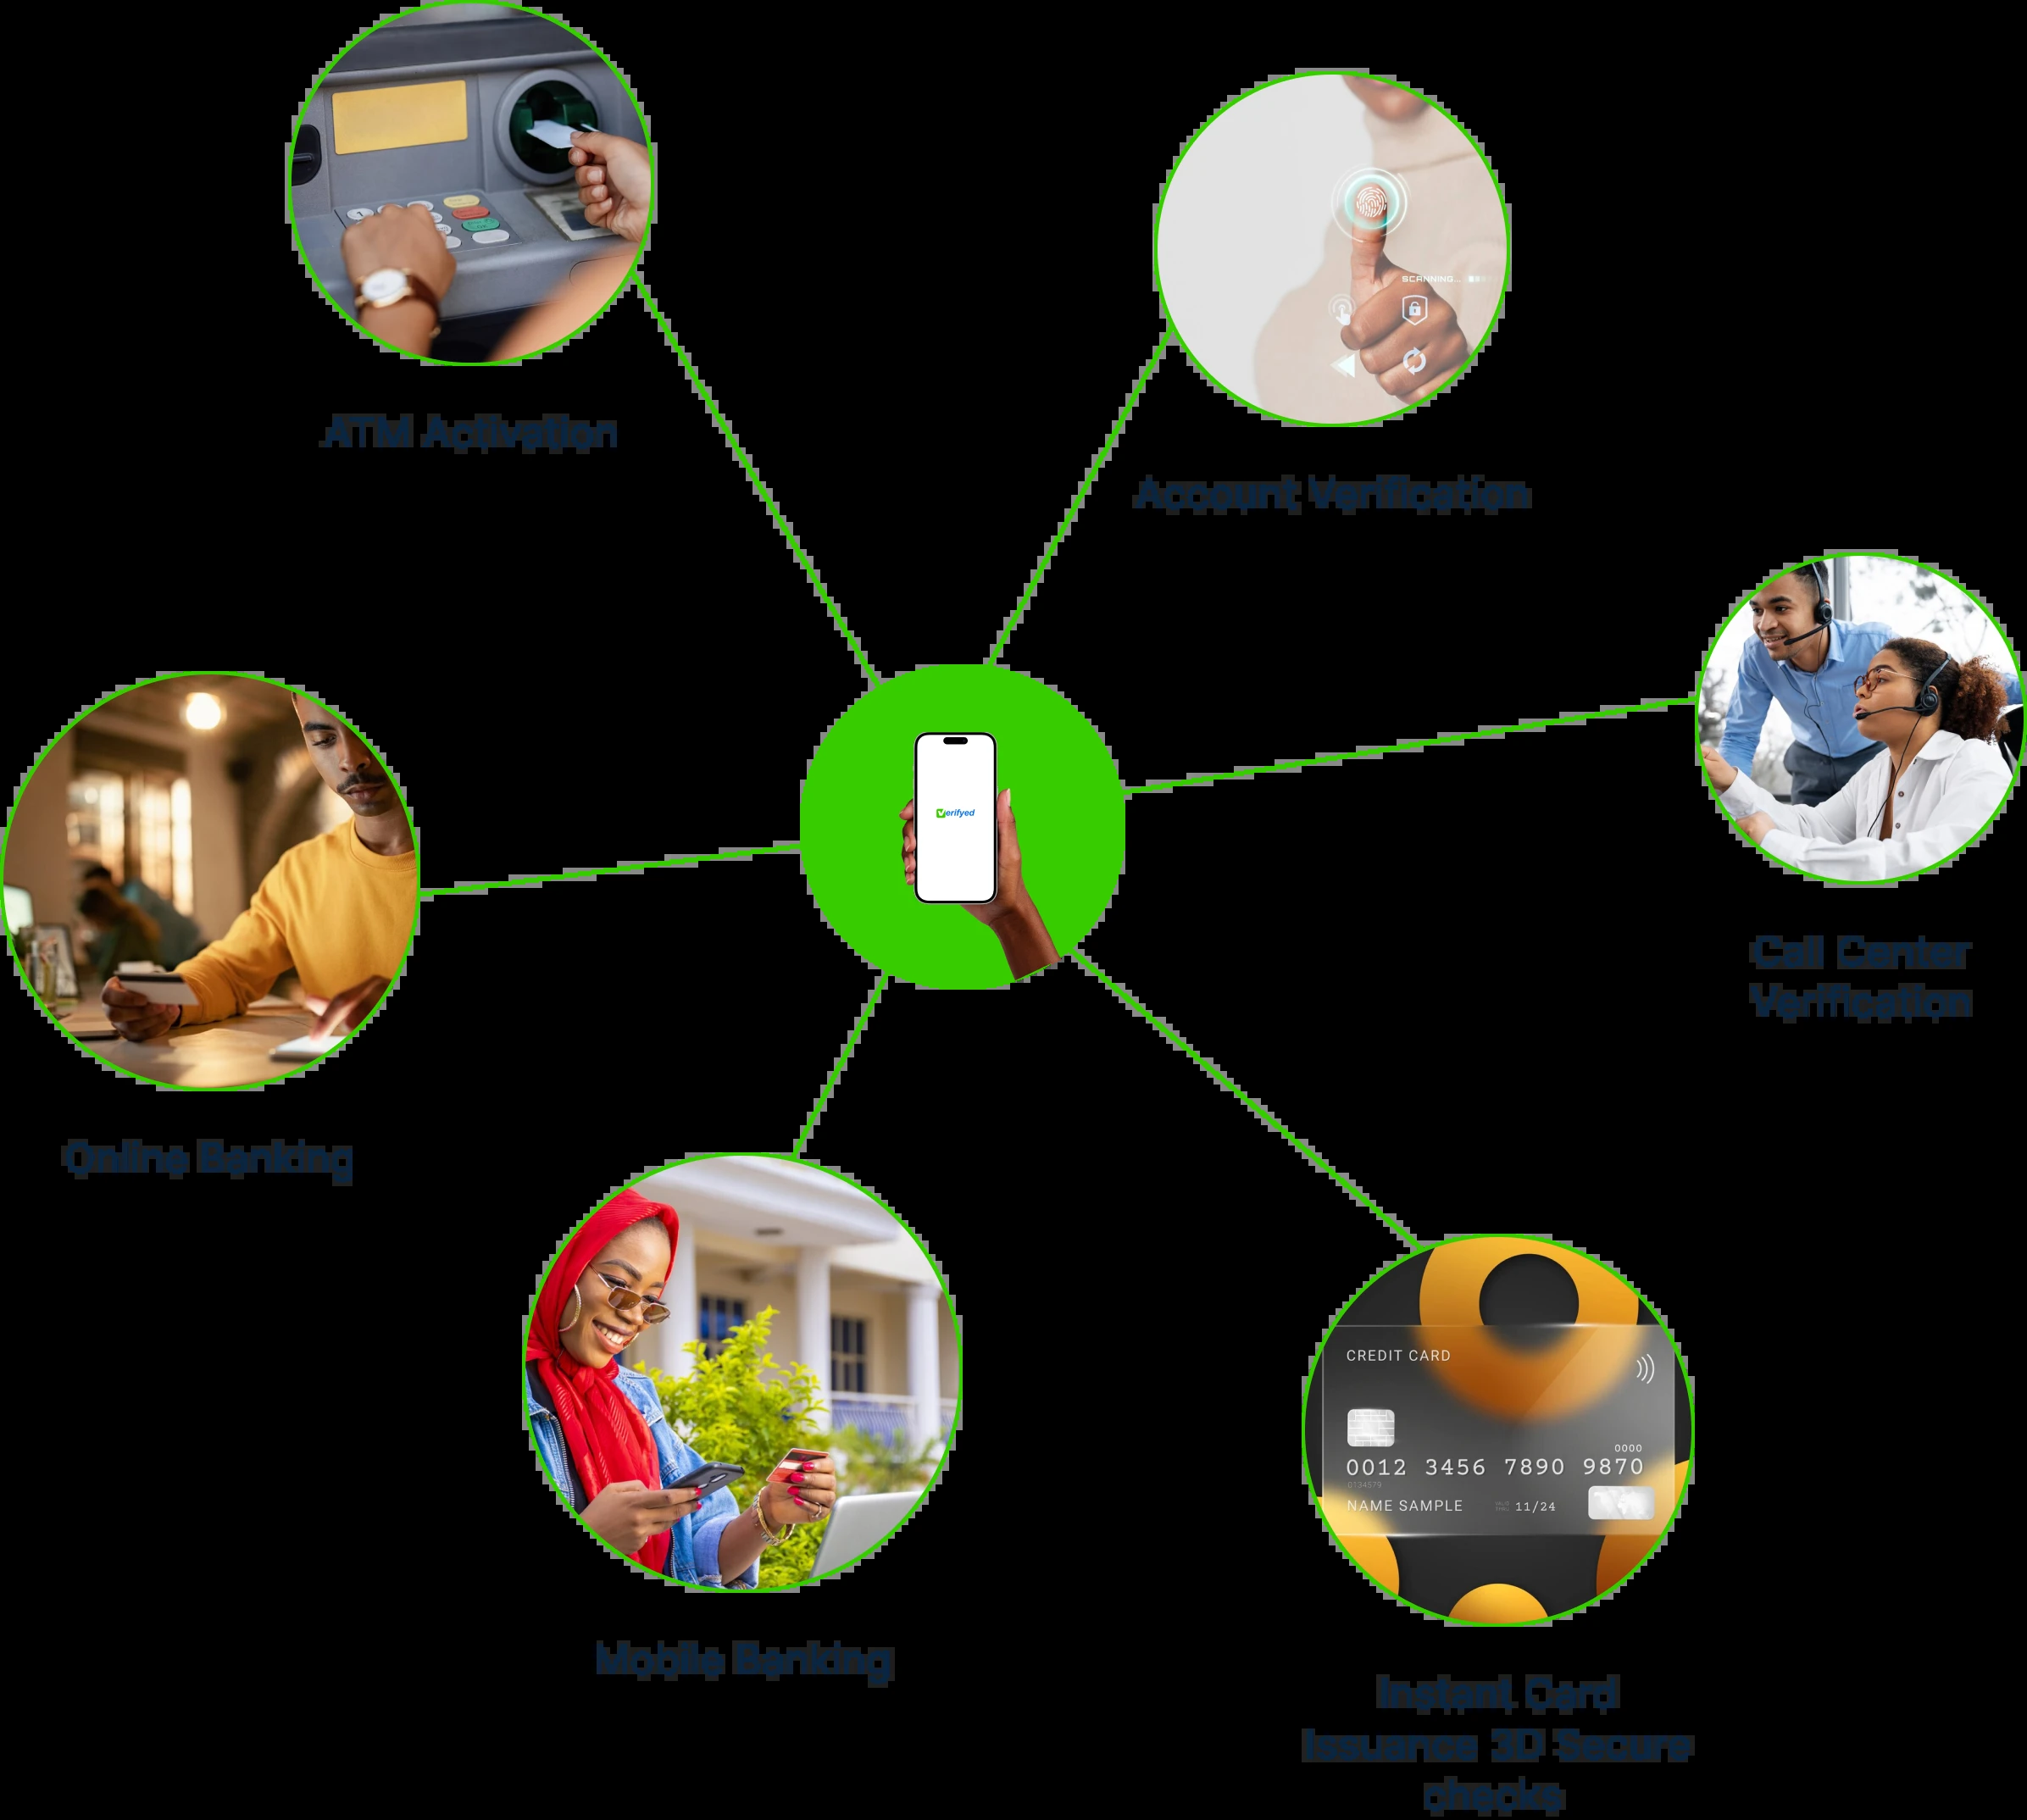 ATM Activation
Account Verification
SCANNING...
Verifyed
Call Center
Verification
Online Banking
Mobile Banking
CREDIT CARD
0000
0012 3456 7890 9870
0134579
NAME SAMPLE
11/24
Instant Card
Issuance 3D Secure
checks